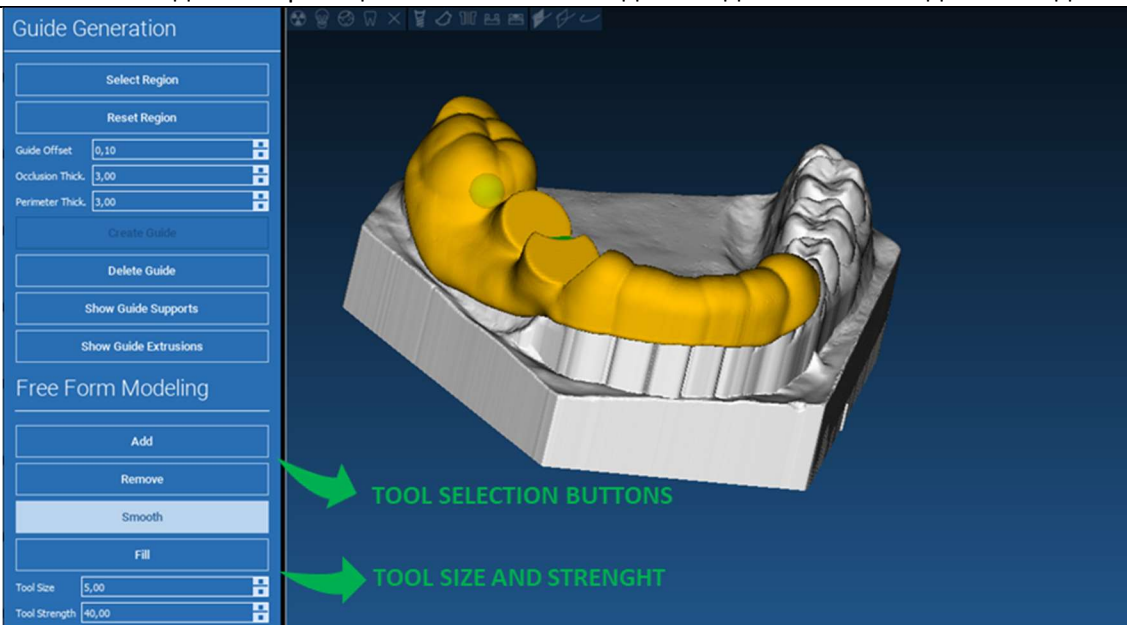 Guide Generation
Select Region
Reset Region
Guide Offset 0,10
Occlusion Thick. 3,00
Perimeter Thick. 3,00
Create Guide
Delete Guide
Show Guide Supports
Show Guide Extrusions
Free Form Modeling
Add
Remove
TOOL SELECTION BUTTONS
Smooth
Fill
TOOL SIZE AND STRENGHT
Tool Size 5,00
Tool Strength 40,00